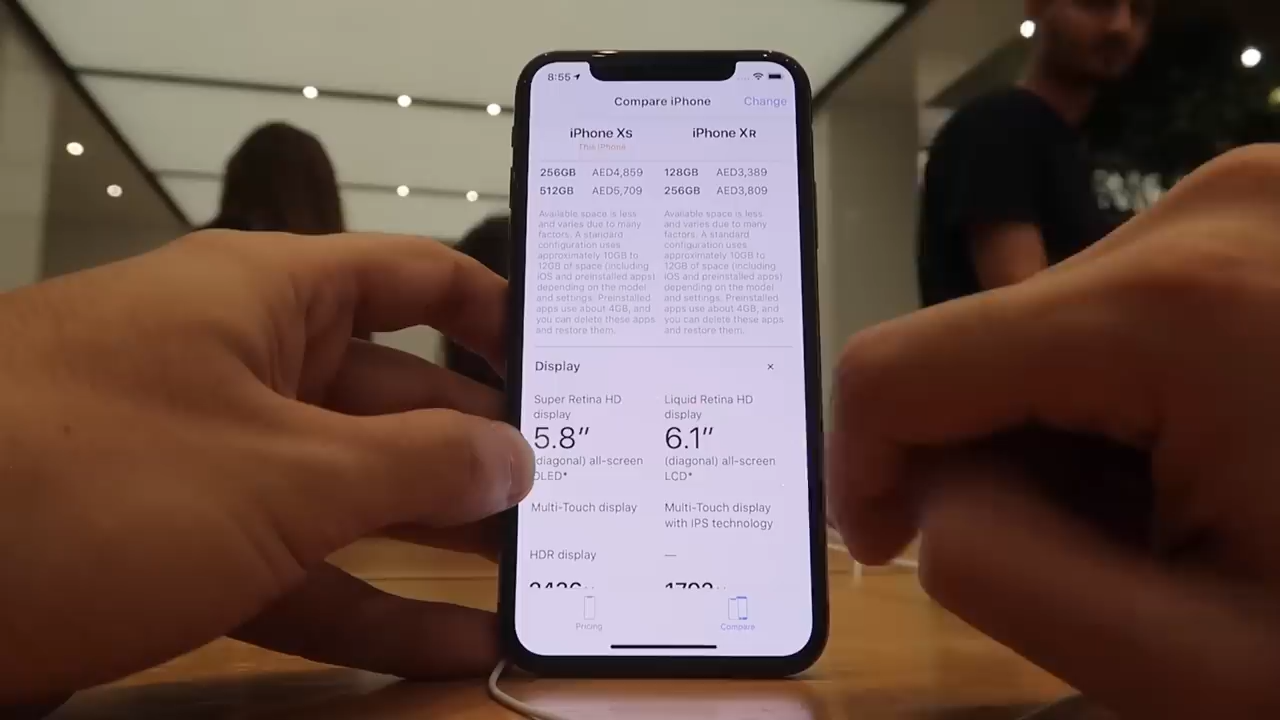 8:55
Compare iPhone Change
iPhone Xs iPhone XR
This iPhone
256GB AED4,859 128GB AED3,389
512GB AED5,709 256GB AED3,809
Available space is less
and varies due to many
factors. A standard
configuration uses
approximately 10GB to
12GB of space (including
iOS and preinstalled apps)
depending on the model
and settings. Preinstalled
apps use about 4GB, and
you can delete these apps
and restore them.
Available space is less
and varies due to many
factors. A standard
configuration uses
approximately 10GB to
12GB of space (including
iOS and preinstalled apps)
depending on the model
and settings. Preinstalled
apps use about 4GB, and
you can delete these apps
and restore them.
Display ×
Super Retina HD
display
5.8″
(diagonal) all-screen
OLED*
Liquid Retina HD
display
6.1″
(diagonal) all-screen
LCD*
Multi-Touch display
Multi-Touch display
with IPS technology
HDR display —
Pricing Compare